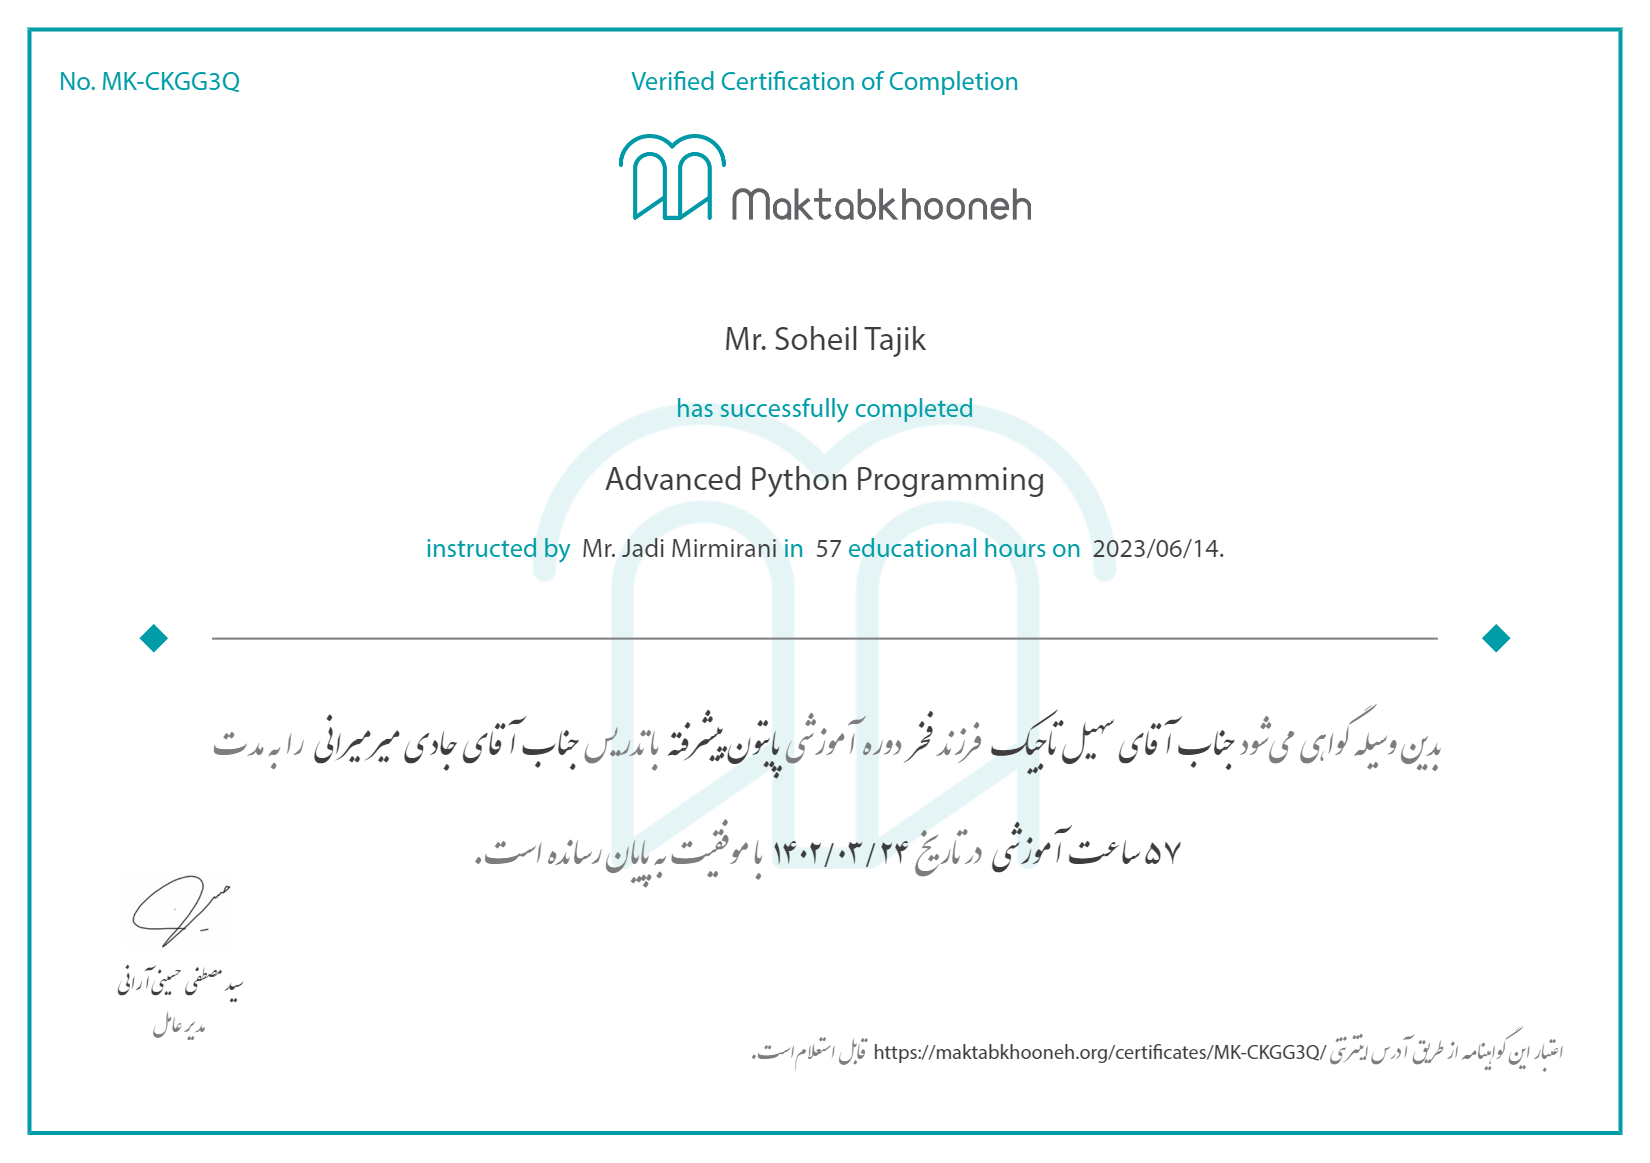 No. MK-CKGG3Q
Verified Certification of Completion
Maktabkhooneh
Mr. Soheil Tajik
has successfully completed
Advanced Python Programming
instructed by Mr. Jadi Mirmirani in 57 educational hours on 2023/06/14.
بدین وسیله گواهی می‌شود جناب آقای سهیل تاجیک فرزند فخر دوره آموزشی پایتون پیشرفته با تدریس جناب آقای جادی میرمیرانی را به مدت
۵۷ ساعت آموزشی در تاریخ ۱۴۰۲/۰۳/۲۴ با موفقیت به پایان رسانده است.
سید مصطفی حسینی آرانی
مدیر عامل
اعتبار این گواهینامه از طریق آدرس اینترنتی https://maktabkhooneh.org/certificates/MK-CKGG3Q/ قابل استعلام است.